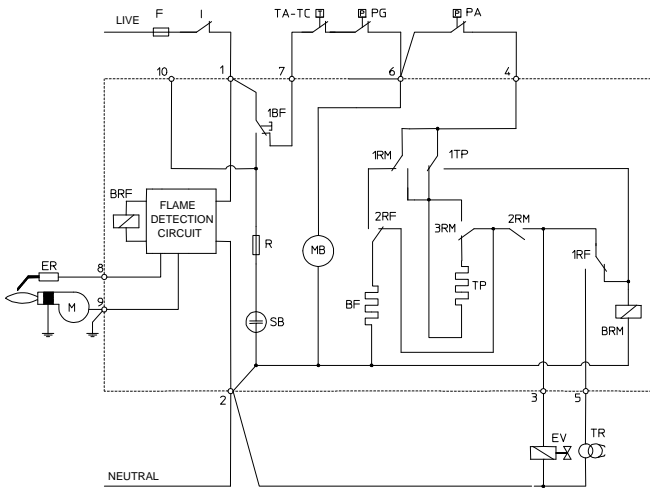 LIVE F I TA-TC T P PG P PA
10 1 7 6 4
1BF
1RM 1TP
BRF FLAME
DETECTION
CIRCUIT
2RF 3RM 2RM
R MB 1RF
ER 8
TP
BF
M 9
BRM
SB
2 3 5
EV TR
NEUTRAL